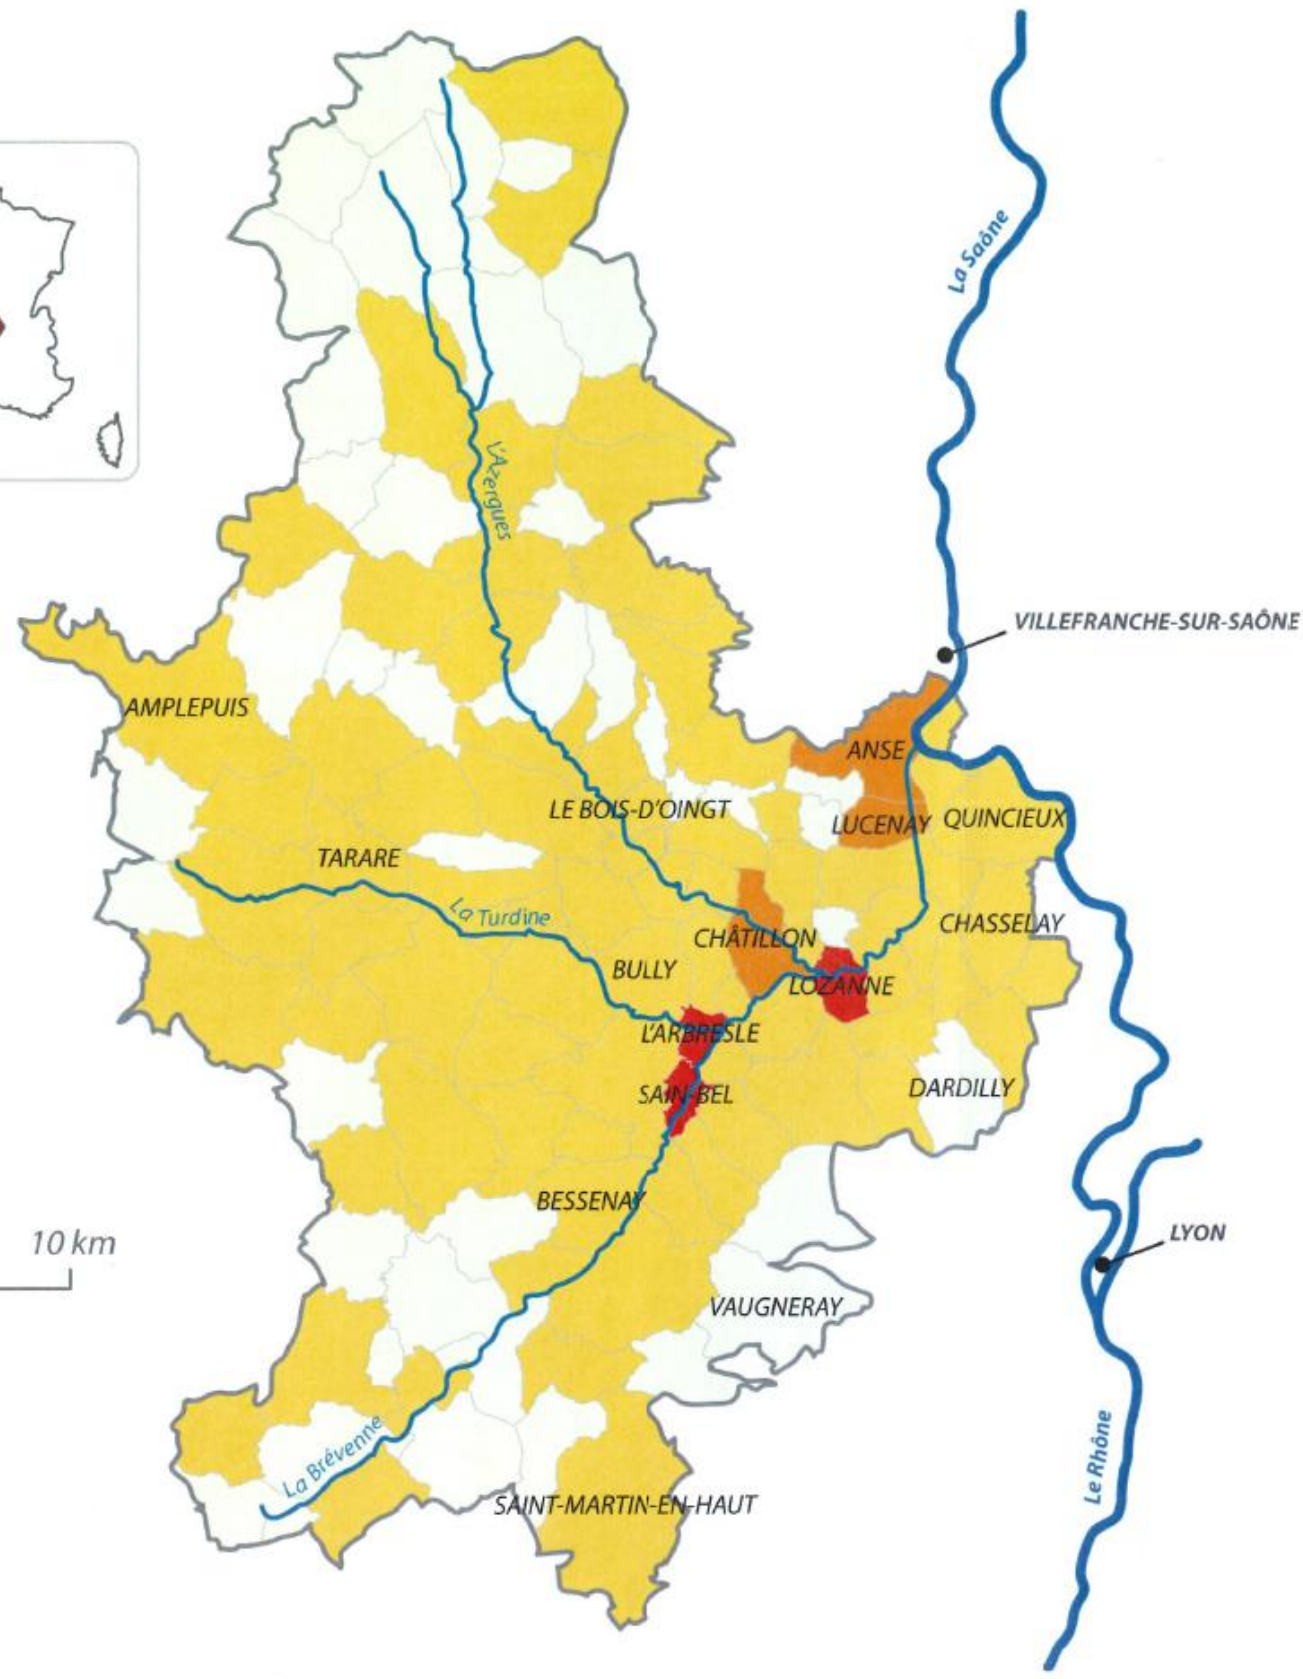 La Saône
L'Azergues
VILLEFRANCHE-SUR-SAÔNE
AMPLEPUIS
ANSE
LE BOIS-D'OINGT
LUCENAY
QUINCIEUX
TARARE
La Turdine
CHÂTILLON
CHASSELAY
BULLY
LOZANNE
L'ARBRESLE
SAIN-BEL
DARDILLY
BESSENAY
10 km
LYON
VAUGNERAY
La Brévenne
Le Rhône
SAINT-MARTIN-EN-HAUT